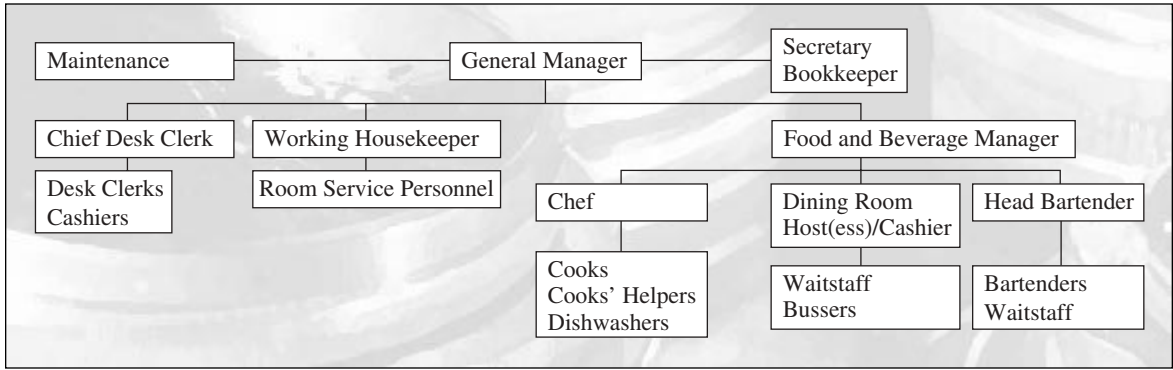 Maintenance
General Manager
Secretary
Bookkeeper
Chief Desk Clerk
Working Housekeeper
Food and Beverage Manager
Desk Clerks
Cashiers
Room Service Personnel
Chef
Dining Room
Host(ess)/Cashier
Head Bartender
Cooks
Cooks’ Helpers
Dishwashers
Waitstaff
Bussers
Bartenders
Waitstaff